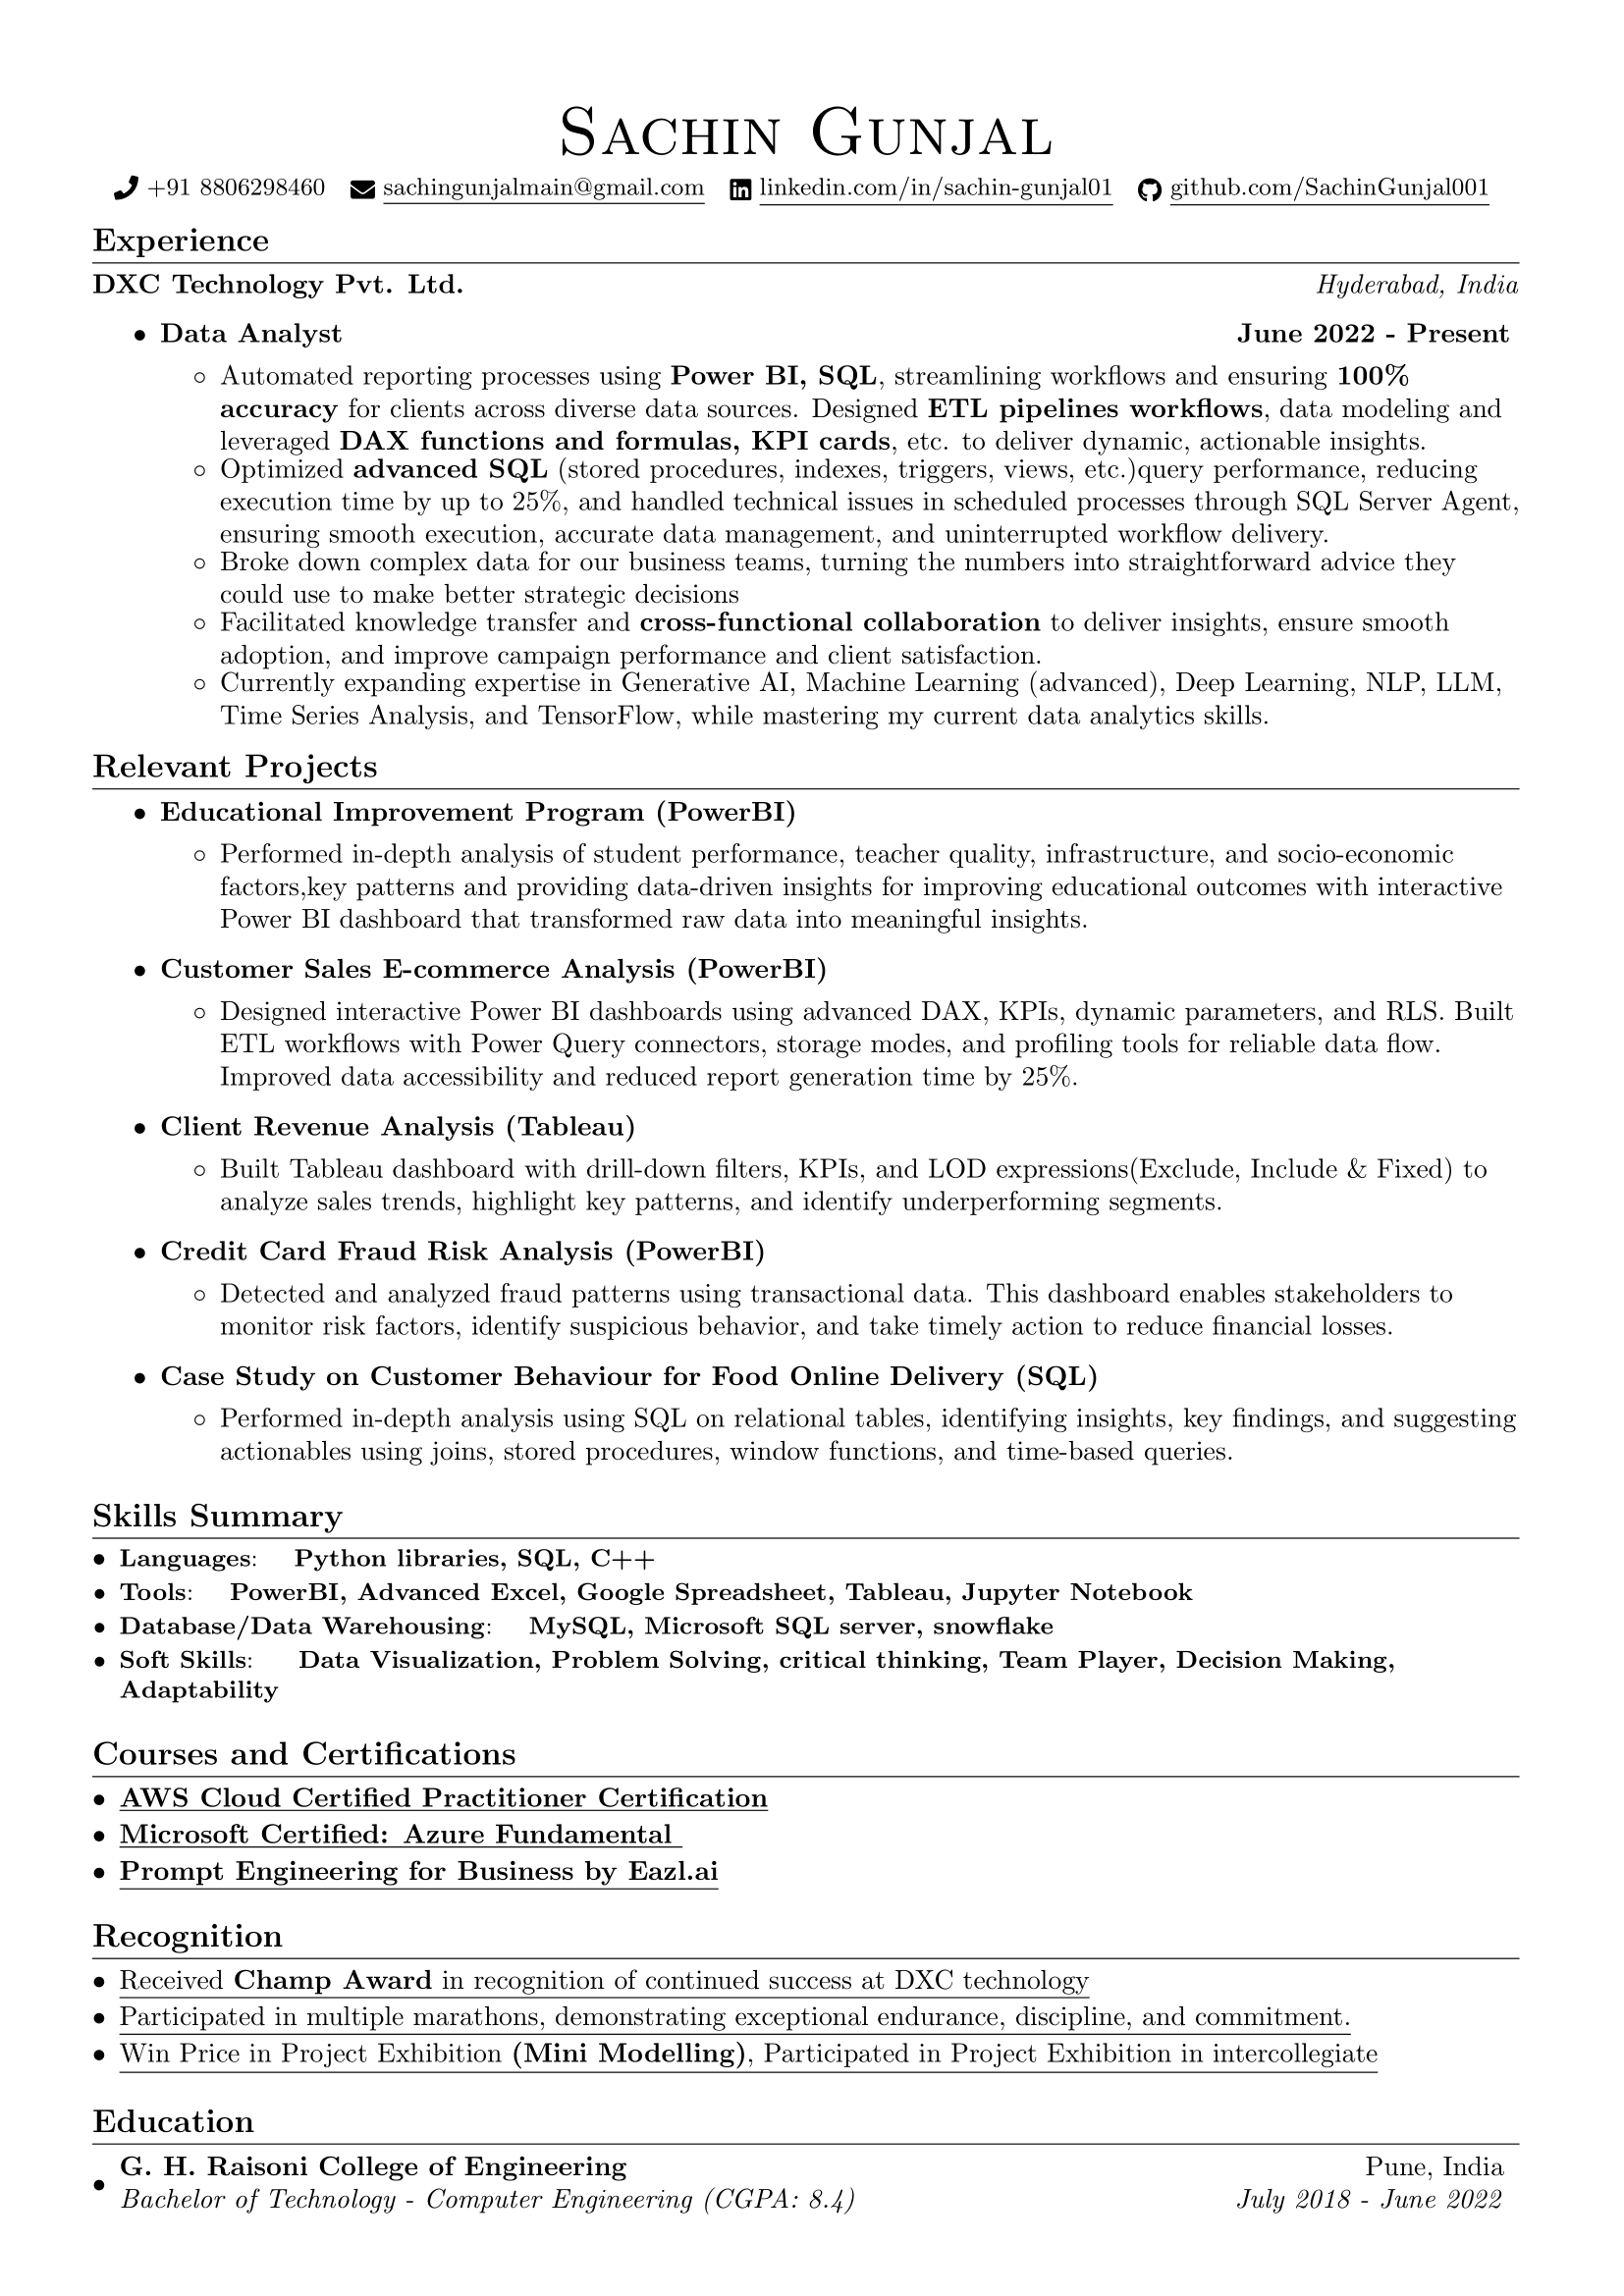 Sachin Gunjal
+91 8806298460 sachingunjalmain@gmail.com linkedin.com/in/sachin-gunjal01 github.com/SachinGunjal001
Experience
DXC Technology Pvt. Ltd. Hyderabad, India
• Data Analyst June 2022 - Present
○ Automated reporting processes using Power BI, SQL, streamlining workflows and ensuring 100%
accuracy for clients across diverse data sources. Designed ETL pipelines workflows, data modeling and
leveraged DAX functions and formulas, KPI cards, etc. to deliver dynamic, actionable insights.
○ Optimized advanced SQL (stored procedures, indexes, triggers, views, etc.)query performance, reducing
execution time by up to 25%, and handled technical issues in scheduled processes through SQL Server Agent,
ensuring smooth execution, accurate data management, and uninterrupted workflow delivery.
○ Broke down complex data for our business teams, turning the numbers into straightforward advice they
could use to make better strategic decisions
○ Facilitated knowledge transfer and cross-functional collaboration to deliver insights, ensure smooth
adoption, and improve campaign performance and client satisfaction.
○ Currently expanding expertise in Generative AI, Machine Learning (advanced), Deep Learning, NLP, LLM,
Time Series Analysis, and TensorFlow, while mastering my current data analytics skills.
Relevant Projects
• Educational Improvement Program (PowerBI)
○ Performed in-depth analysis of student performance, teacher quality, infrastructure, and socio-economic
factors,key patterns and providing data-driven insights for improving educational outcomes with interactive
Power BI dashboard that transformed raw data into meaningful insights.
• Customer Sales E-commerce Analysis (PowerBI)
○ Designed interactive Power BI dashboards using advanced DAX, KPIs, dynamic parameters, and RLS. Built
ETL workflows with Power Query connectors, storage modes, and profiling tools for reliable data flow.
Improved data accessibility and reduced report generation time by 25%.
• Client Revenue Analysis (Tableau)
○ Built Tableau dashboard with drill-down filters, KPIs, and LOD expressions(Exclude, Include & Fixed) to
analyze sales trends, highlight key patterns, and identify underperforming segments.
• Credit Card Fraud Risk Analysis (PowerBI)
○ Detected and analyzed fraud patterns using transactional data. This dashboard enables stakeholders to
monitor risk factors, identify suspicious behavior, and take timely action to reduce financial losses.
• Case Study on Customer Behaviour for Food Online Delivery (SQL)
○ Performed in-depth analysis using SQL on relational tables, identifying insights, key findings, and suggesting
actionables using joins, stored procedures, window functions, and time-based queries.
Skills Summary
• Languages: Python libraries, SQL, C++
• Tools: PowerBI, Advanced Excel, Google Spreadsheet, Tableau, Jupyter Notebook
• Database/Data Warehousing: MySQL, Microsoft SQL server, snowflake
• Soft Skills: Data Visualization, Problem Solving, critical thinking, Team Player, Decision Making,
Adaptability
Courses and Certifications
• AWS Cloud Certified Practitioner Certification
• Microsoft Certified: Azure Fundamental
• Prompt Engineering for Business by Eazl.ai
Recognition
• Received Champ Award in recognition of continued success at DXC technology
• Participated in multiple marathons, demonstrating exceptional endurance, discipline, and commitment.
• Win Price in Project Exhibition (Mini Modelling), Participated in Project Exhibition in intercollegiate
Education
• G. H. Raisoni College of Engineering Pune, India
Bachelor of Technology - Computer Engineering (CGPA: 8.4) July 2018 - June 2022